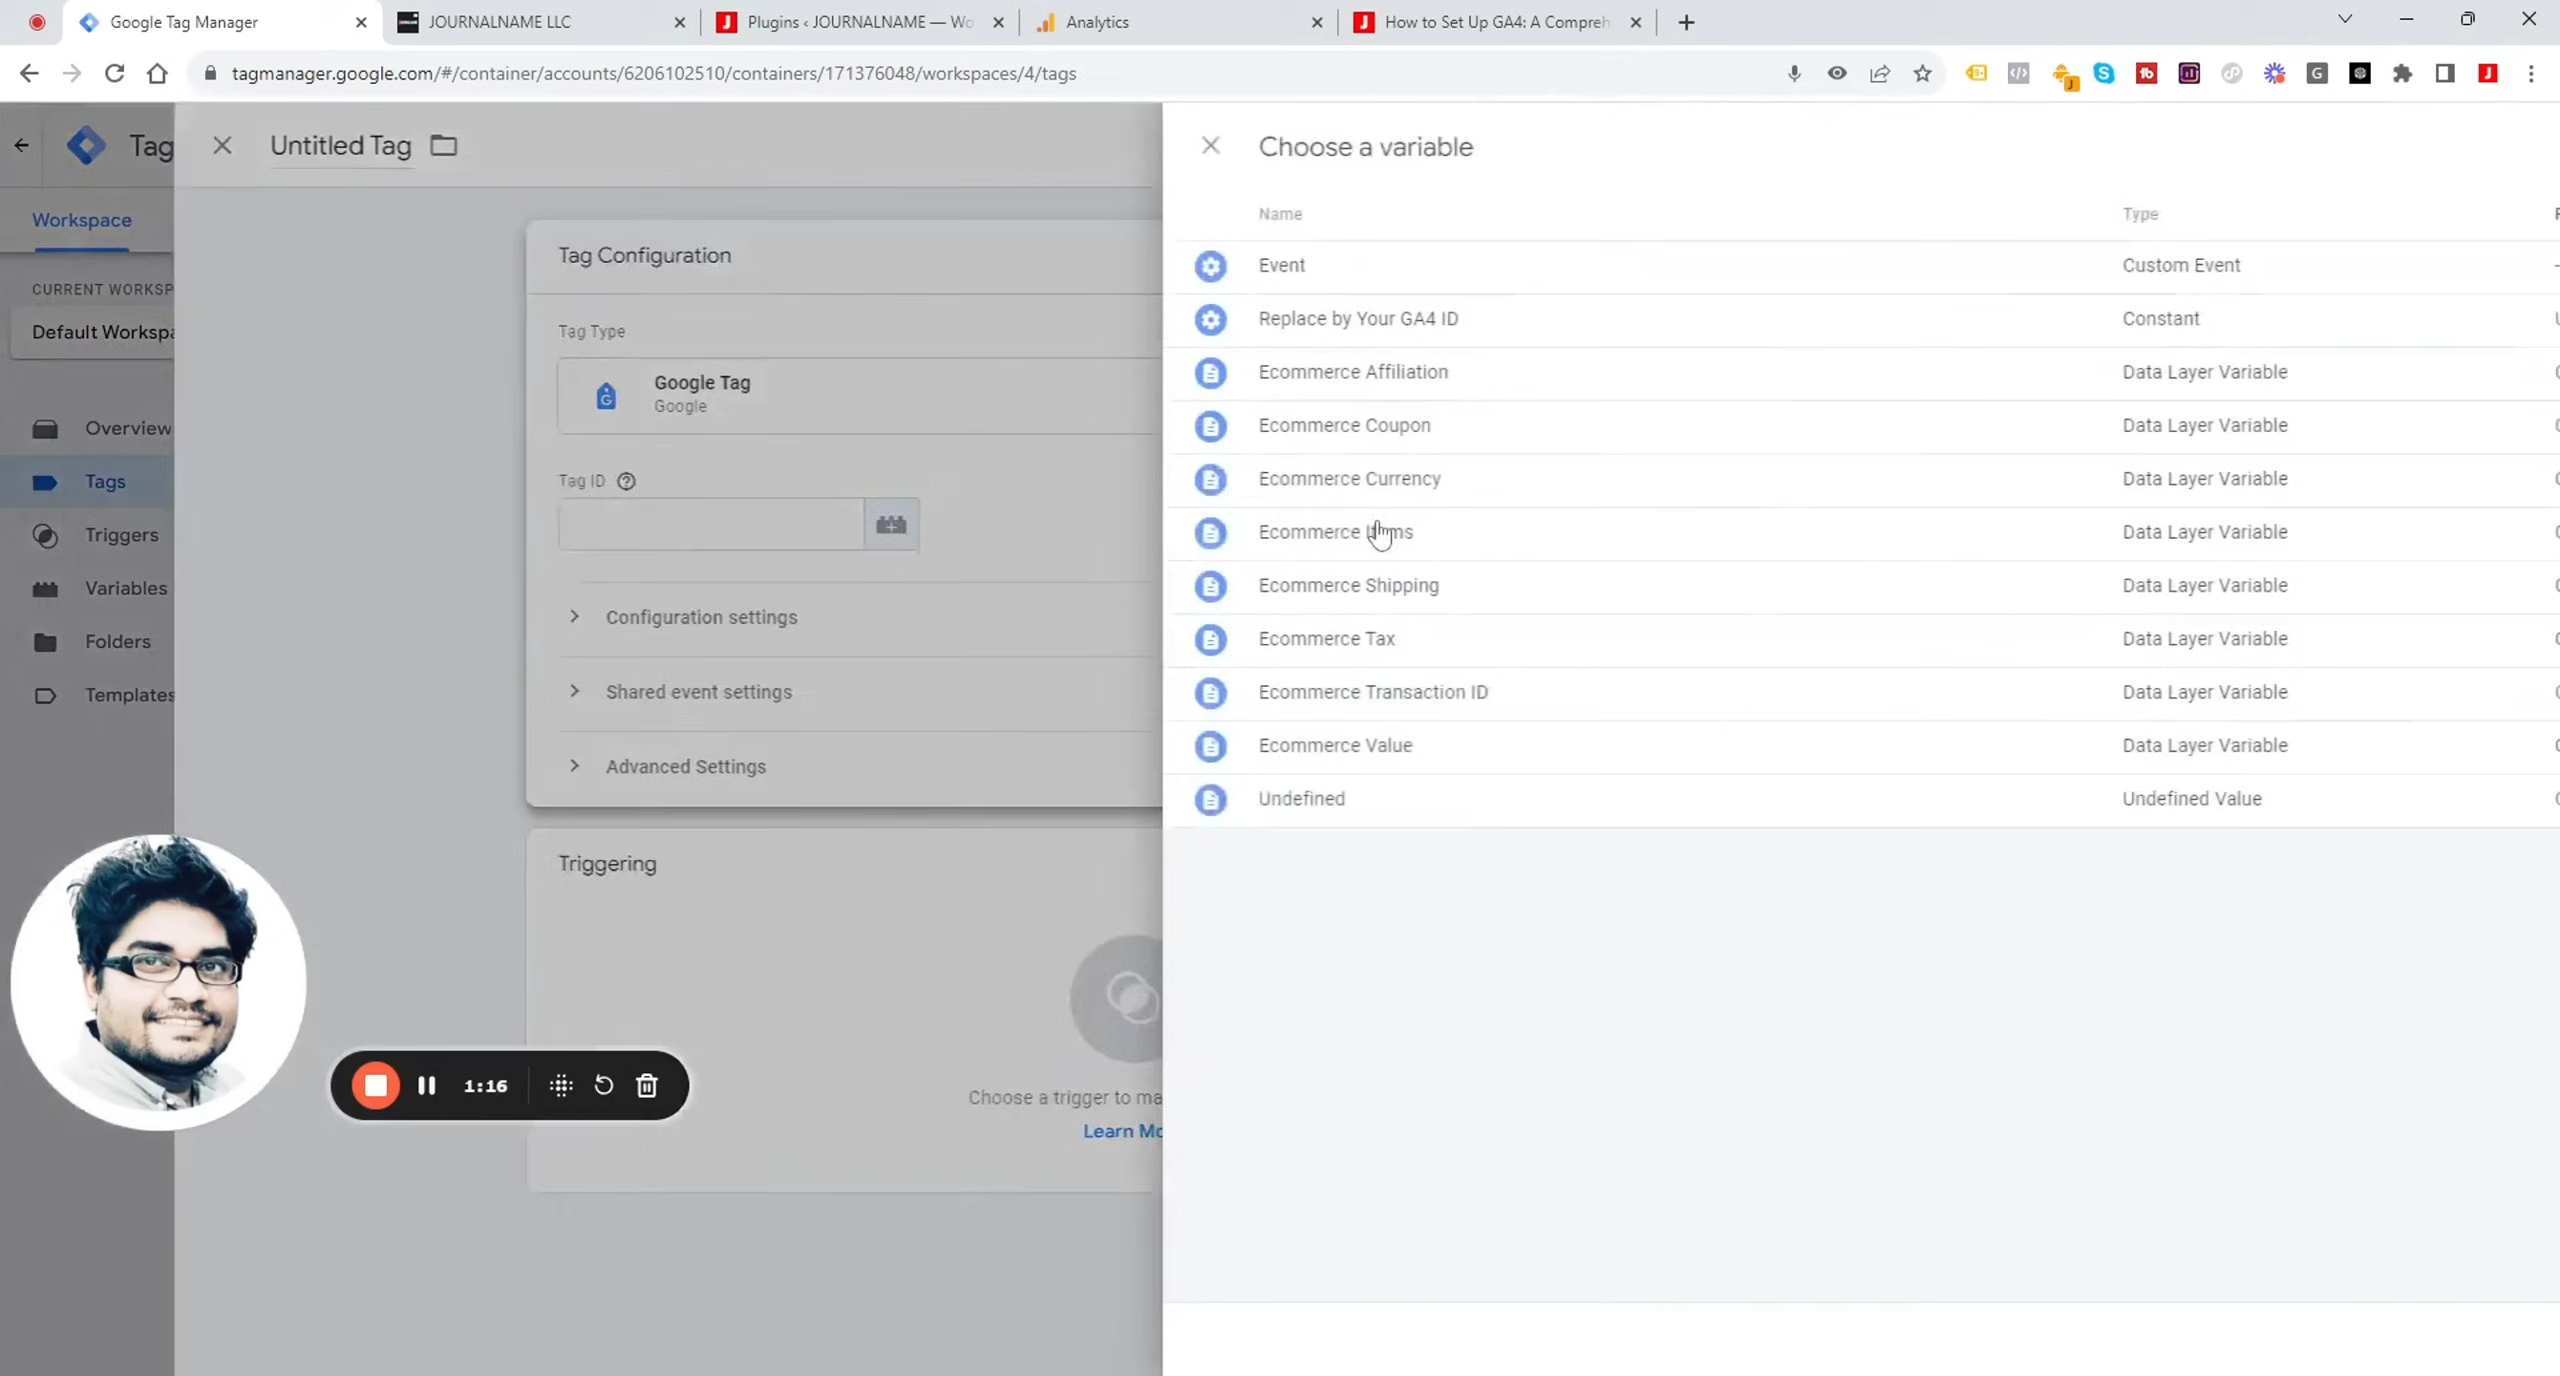 Google Tag Manager
JOURNALNAME LLC
Plugins ‹ JOURNALNAME — Wo
Analytics
How to Set Up GA4: A Compreh
tagmanager.google.com/#/container/accounts/6206102510/containers/171376048/workspaces/4/tags
Tag
Untitled Tag
Choose a variable
Workspace
Name
Type
CURRENT WORKSP
Default Workspa
Tag Configuration
Event
Custom Event
Tag Type
Replace by Your GA4 ID
Constant
Google Tag
Google
Ecommerce Affiliation
Data Layer Variable
Overview
Ecommerce Coupon
Data Layer Variable
Tags
Tag ID
Ecommerce Currency
Data Layer Variable
Triggers
Ecommerce Items
Data Layer Variable
Variables
Configuration settings
Ecommerce Shipping
Data Layer Variable
Folders
Ecommerce Tax
Data Layer Variable
Templates
Shared event settings
Ecommerce Transaction ID
Data Layer Variable
Advanced Settings
Ecommerce Value
Data Layer Variable
Undefined
Undefined Value
Triggering
1:16
Choose a trigger to ma
Learn Mo